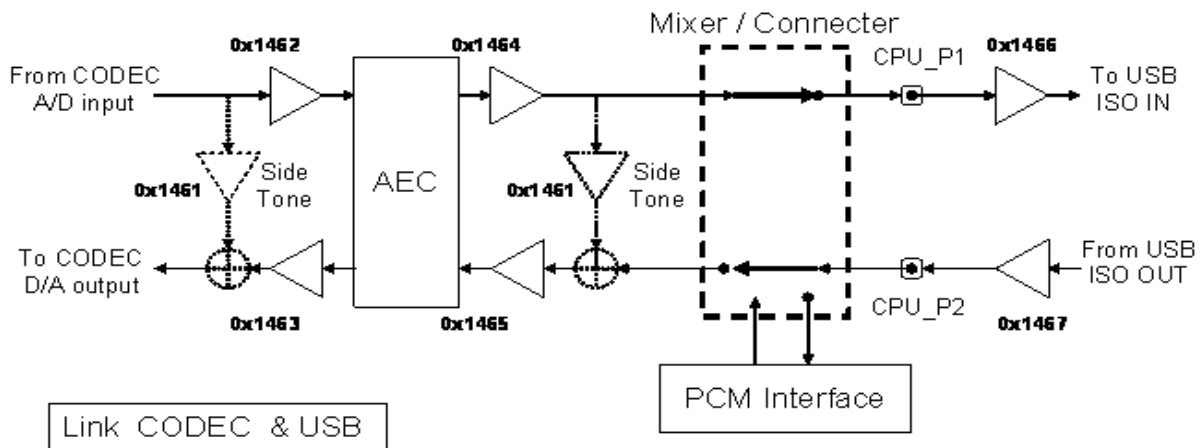 Mixer / Connecter
0x1462
0x1464
CPU_P1
0x1466
From CODEC
A/D input
To USB
ISO IN
0x1461
Side
Tone
AEC
0x1461
Side
Tone
To CODEC
D/A output
From USB
ISO OUT
0x1463
0x1465
CPU_P2
0x1467
PCM Interface
Link CODEC & USB